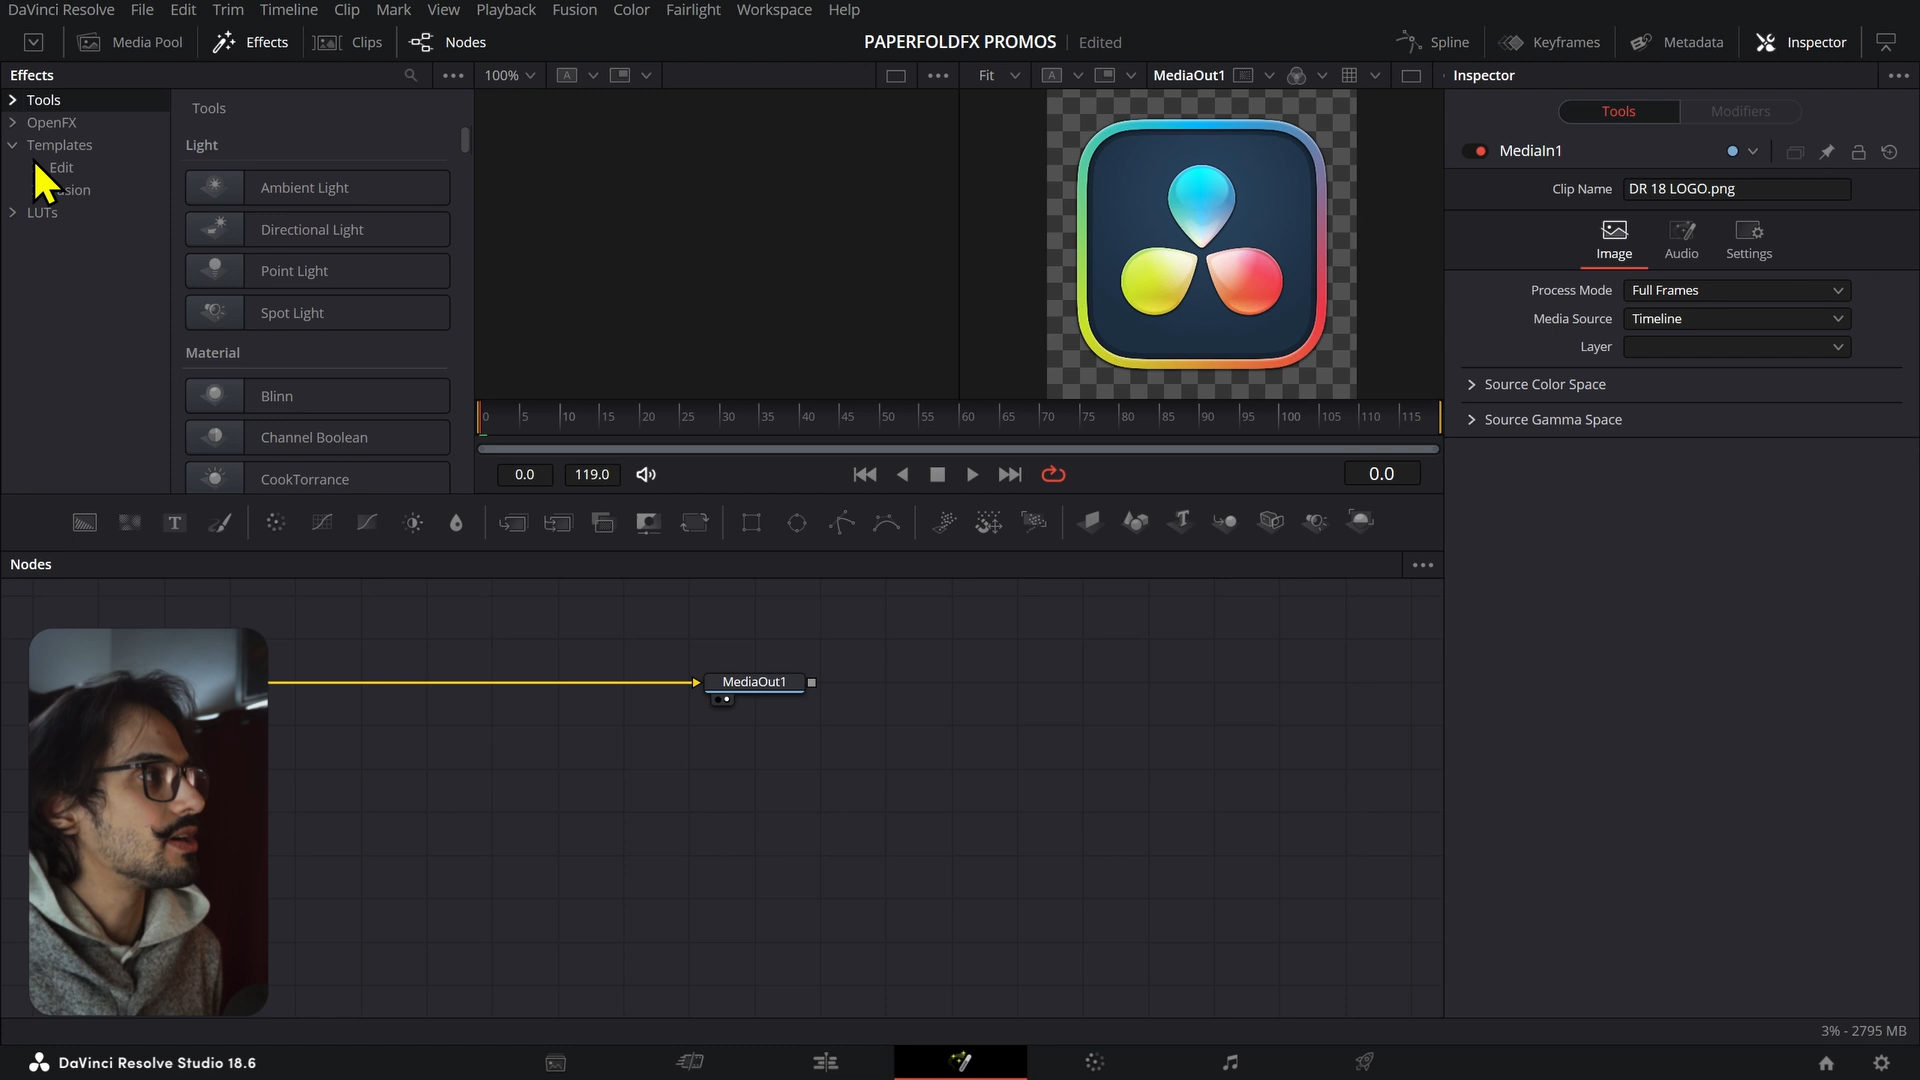 DaVinci Resolve File Edit Trim Timeline Clip Mark View Playback Fusion Color Fairlight Workspace Help
Media Pool Effects Clips Nodes PAPERFOLDFX PROMOS Edited Spline Keyframes Metadata Inspector
Effects 100% A Fit A MediaOut1 Inspector
Tools
OpenFX
Templates
Edit
LUTs
Tools
Light
Ambient Light
Directional Light
Point Light
Spot Light
Material
Blinn
Channel Boolean
CookTorrance
0 5 10 15 20 25 30 35 40 45 50 55 60 65 70 75 80 85 90 95 100 105 110 115
0.0 119.0 0.0
Tools Modifiers
MediaIn1
Clip Name DR 18 LOGO.png
Image Audio Settings
Process Mode Full Frames
Media Source Timeline
Layer
Source Color Space
Source Gamma Space
T T
Nodes
MediaOut1
3% - 2795 MB
DaVinci Resolve Studio 18.6